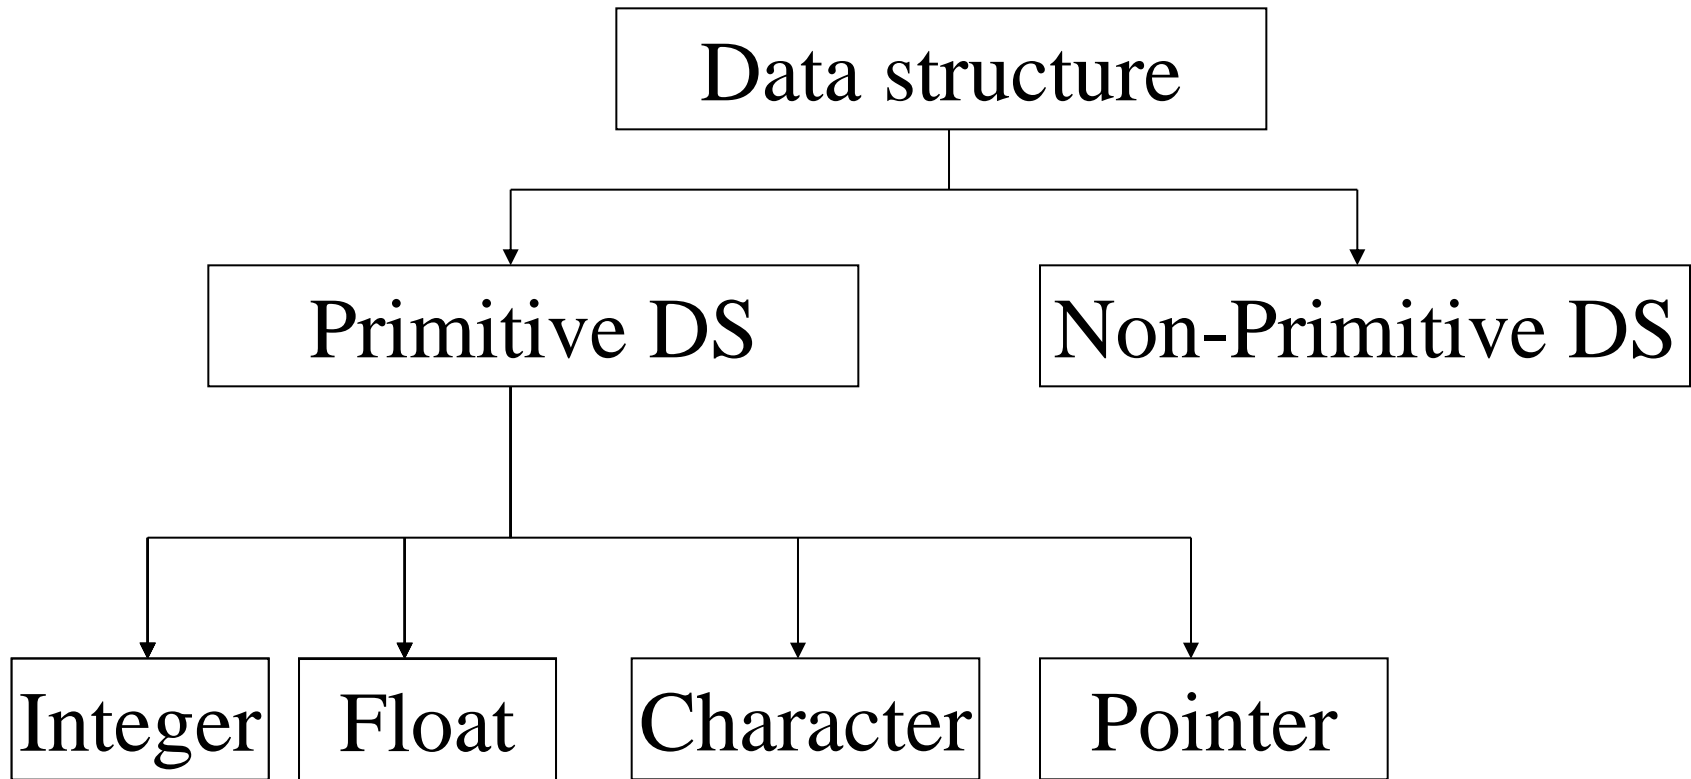 Data structure
Primitive DS
Non-Primitive DS
Integer
Float
Character
Pointer